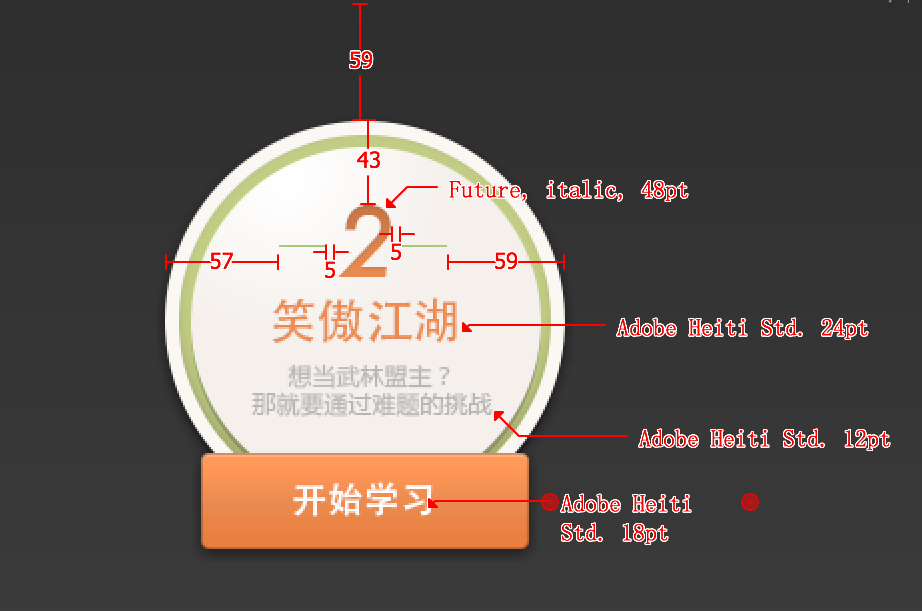 59
43
Future, italic, 48pt
2
5
57
5
59
笑傲江湖
Adobe Heiti Std. 24pt
想当武林盟主？
那就要通过难题的挑战
Adobe Heiti Std. 12pt
开始学习
Adobe Heiti
Std. 18pt